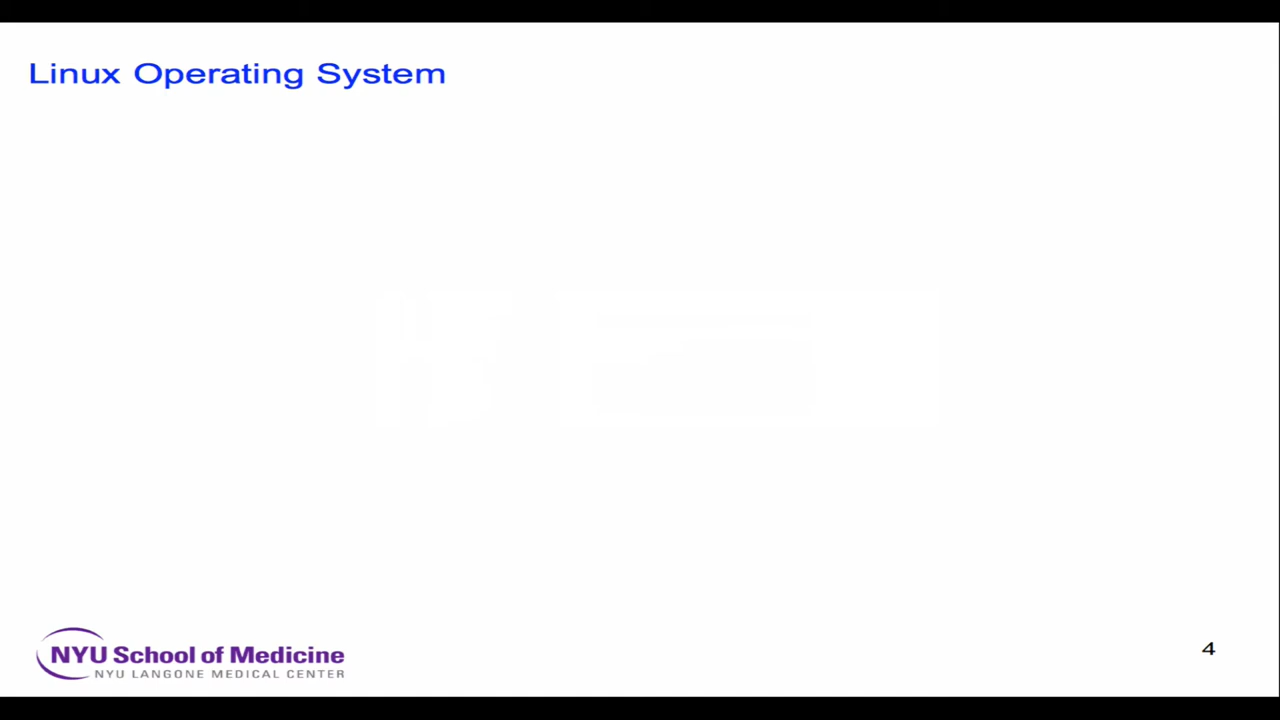 Linux Operating System
NYU School of Medicine
NYU LANGONE MEDICAL CENTER
4